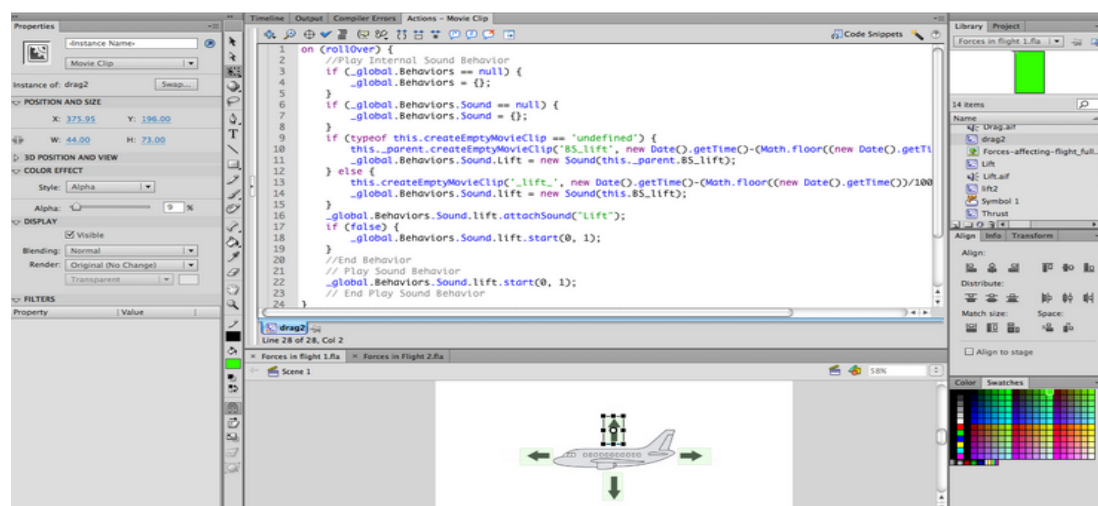 Properties
<Instance Name>
Movie Clip
Instance of: drag2
Swap...
POSITION AND SIZE
X: 375.95 Y: 196.00
W: 44.00 H: 73.00
3D POSITION AND VIEW
COLOR EFFECT
Style: Alpha
Alpha: 9 %
DISPLAY
Visible
Blending: Normal
Render: Original (No Change)
Transparent
FILTERS
Property Value
Timeline Output Compiler Errors Actions - Movie Clip
Code Snippets
1 on (rollOver) {
2 //Play Internal Sound Behavior
3 if (_global.Behaviors == null) {
4 _global.Behaviors = {};
5 }
6 if (_global.Behaviors.Sound == null) {
7 _global.Behaviors.Sound = {};
8 }
9 if (typeof this.createEmptyMovieClip == 'undefined') {
10 this._parent.createEmptyMovieClip('BS_lift', new Date().getTime()-(Math.floor((new Date().getTi
11 _global.Behaviors.Sound.Lift = new Sound(this._parent.BS_lift);
12 } else {
13 this.createEmptyMovieClip('_lift_', new Date().getTime()-(Math.floor((new Date().getTime())/100
14 _global.Behaviors.Sound.lift = new Sound(this.BS_lift);
15 }
16 _global.Behaviors.Sound.lift.attachSound("Lift");
17 if (false) {
18 _global.Behaviors.Sound.lift.start(0, 1);
19 }
20 //End Behavior
21 // Play Sound Behavior
22 _global.Behaviors.Sound.lift.start(0, 1);
23 // End Play Sound Behavior
24 }
drag2
Line 28 of 28, Col 2
Forces in flight 1.fla Forces in Flight 2.fla
Scene 1
58%
Library Project
Forces in flight 1.fla
14 items
Name
Drag.aif
drag2
Forces-affecting-flight_full..
Lift
Lift.aif
lift2
Symbol 1
Thrust
Align Info Transform
Align:
Distribute:
Match size: Space:
Align to stage
Color Swatches